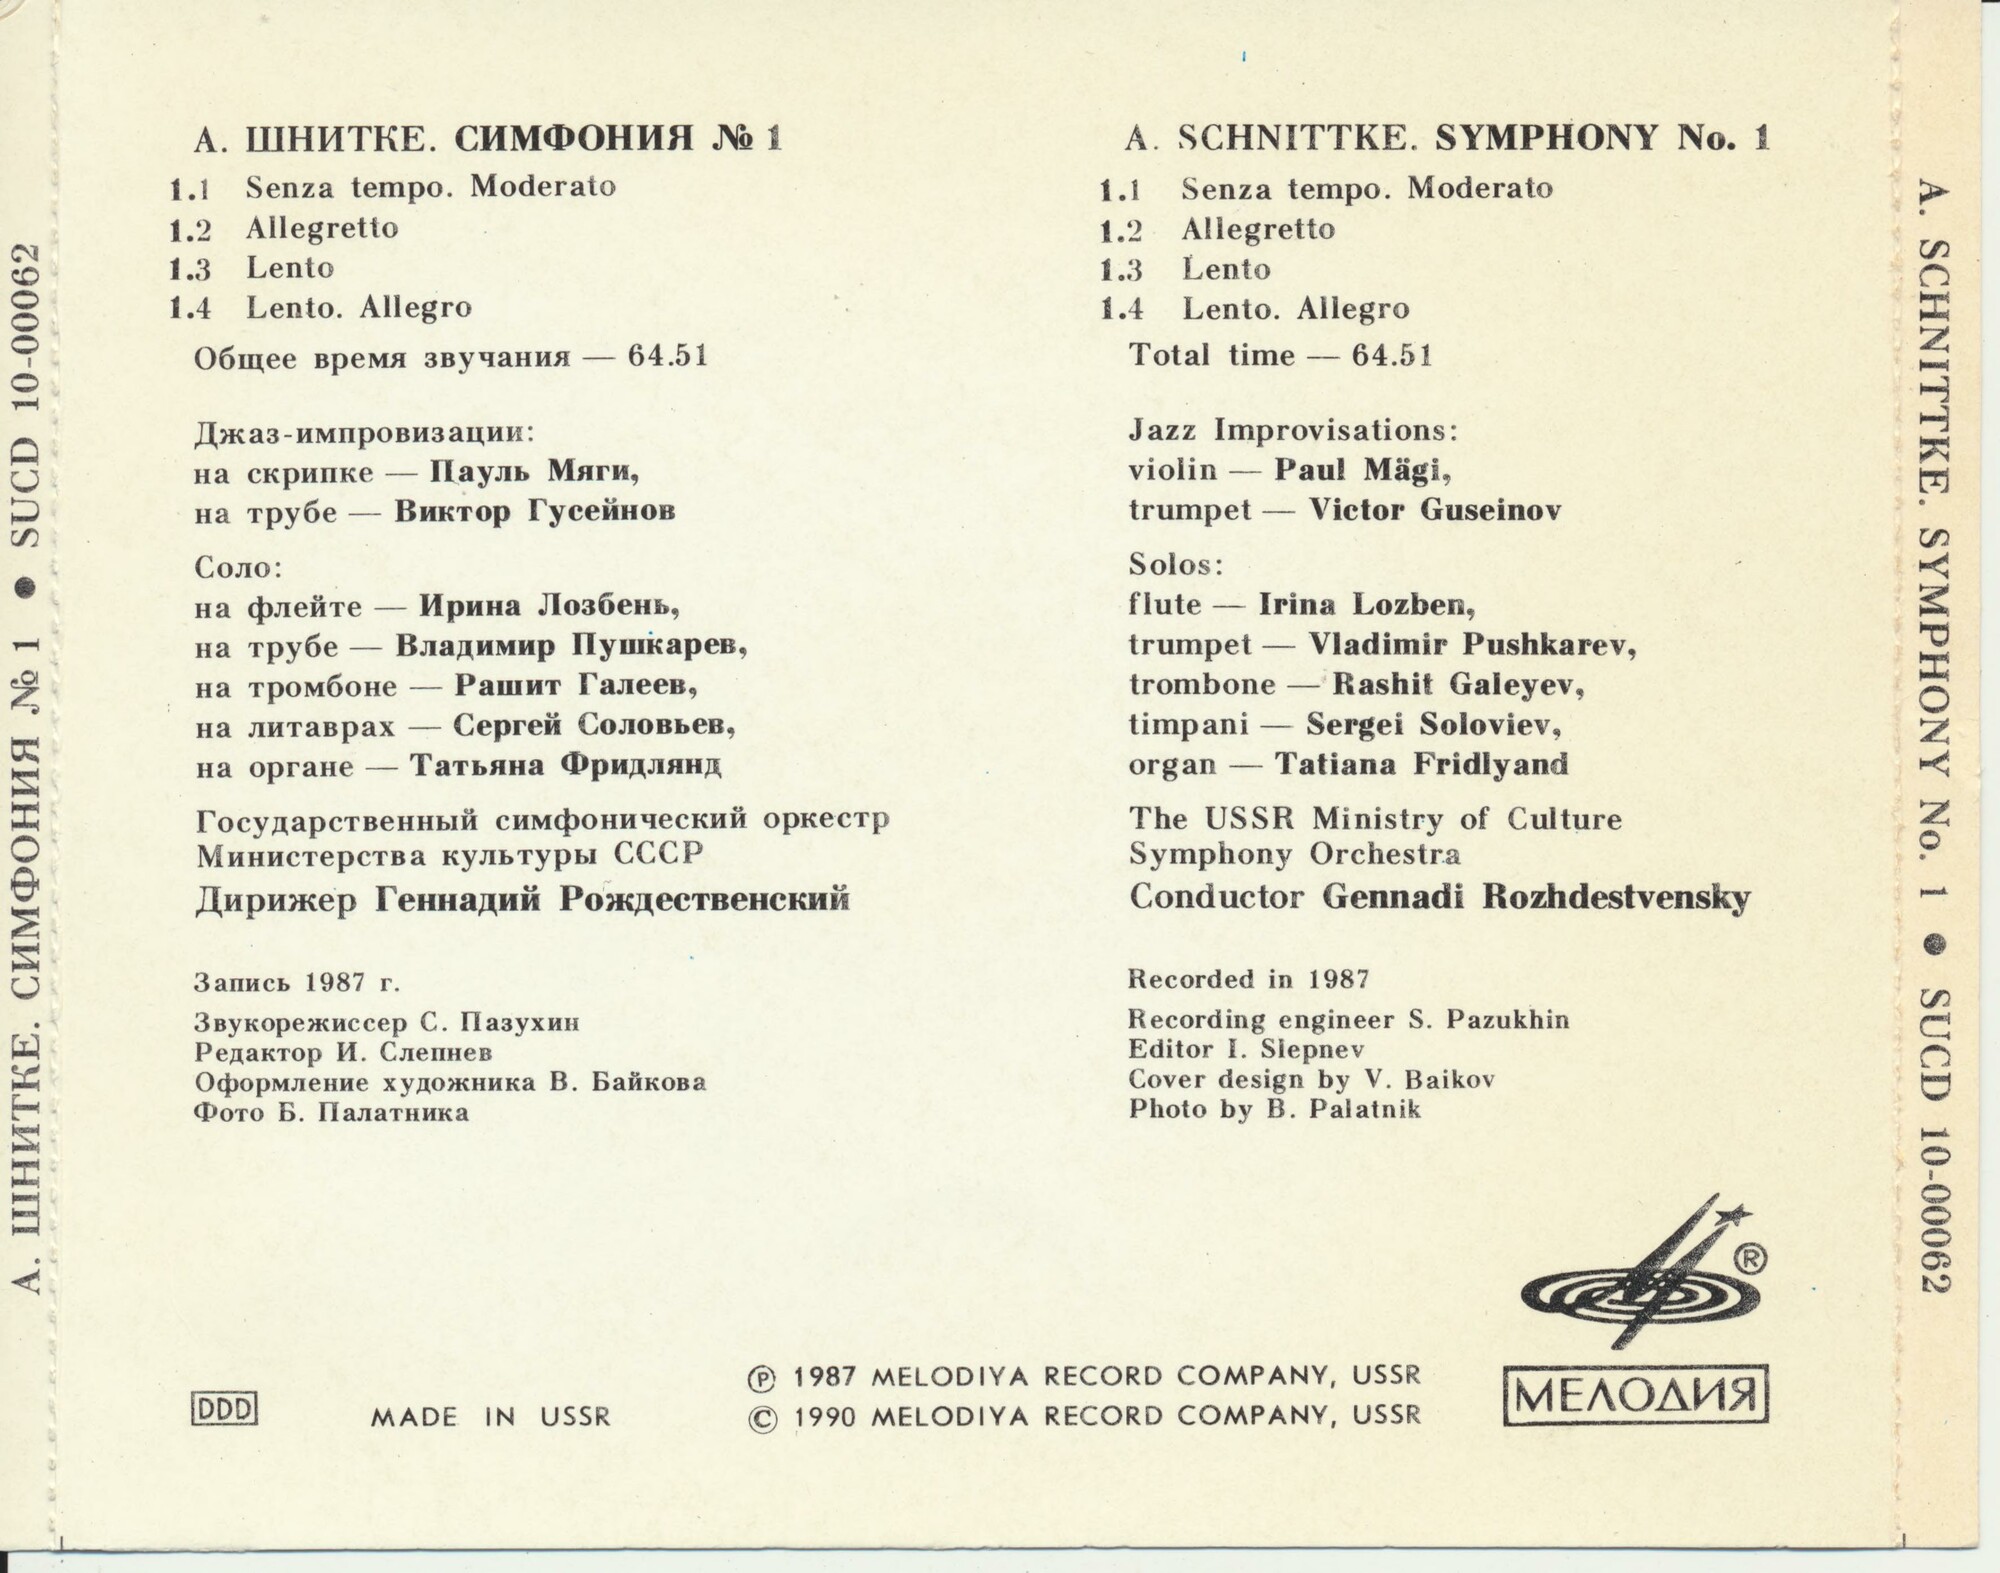 А. ШНИТКЕ. СИМФОНИЯ № 1 ● SUCD 10-00062
А. ШНИТКЕ. СИМФОНИЯ № 1
1.1 Senza tempo. Moderato
1.2 Allegretto
1.3 Lento
1.4 Lento. Allegro
Общее время звучания — 64.51
Джаз-импровизации:
на скрипке — Пауль Мяги,
на трубе — Виктор Гусейнов
Соло:
на флейте — Ирина Лозбень,
на трубе — Владимир Пушкарев,
на тромбоне — Рашит Галеев,
на литаврах — Сергей Соловьев,
на органе — Татьяна Фридлянд
Государственный симфонический оркестр
Министерства культуры СССР
Дирижер Геннадий Рождественский
Запись 1987 г.
Звукорежиссер С. Пазухин
Редактор И. Слепнев
Оформление художника В. Байкова
Фото Б. Палатника
A. SCHNITTKE. SYMPHONY No. 1
1.1 Senza tempo. Moderato
1.2 Allegretto
1.3 Lento
1.4 Lento. Allegro
Total time — 64.51
Jazz Improvisations:
violin — Paul Mägi,
trumpet — Victor Guseinov
Solos:
flute — Irina Lozben,
trumpet — Vladimir Pushkarev,
trombone — Rashit Galeyev,
timpani — Sergei Soloviev,
organ — Tatiana Fridlyand
The USSR Ministry of Culture
Symphony Orchestra
Conductor Gennadi Rozhdestvensky
Recorded in 1987
Recording engineer S. Pazukhin
Editor I. Slepnev
Cover design by V. Baikov
Photo by B. Palatnik
®
МЕЛОДИЯ
DDD
MADE IN USSR
℗ 1987 MELODIYA RECORD COMPANY, USSR
© 1990 MELODIYA RECORD COMPANY, USSR
A. SCHNITTKE. SYMPHONY No. 1 ● SUCD 10-00062